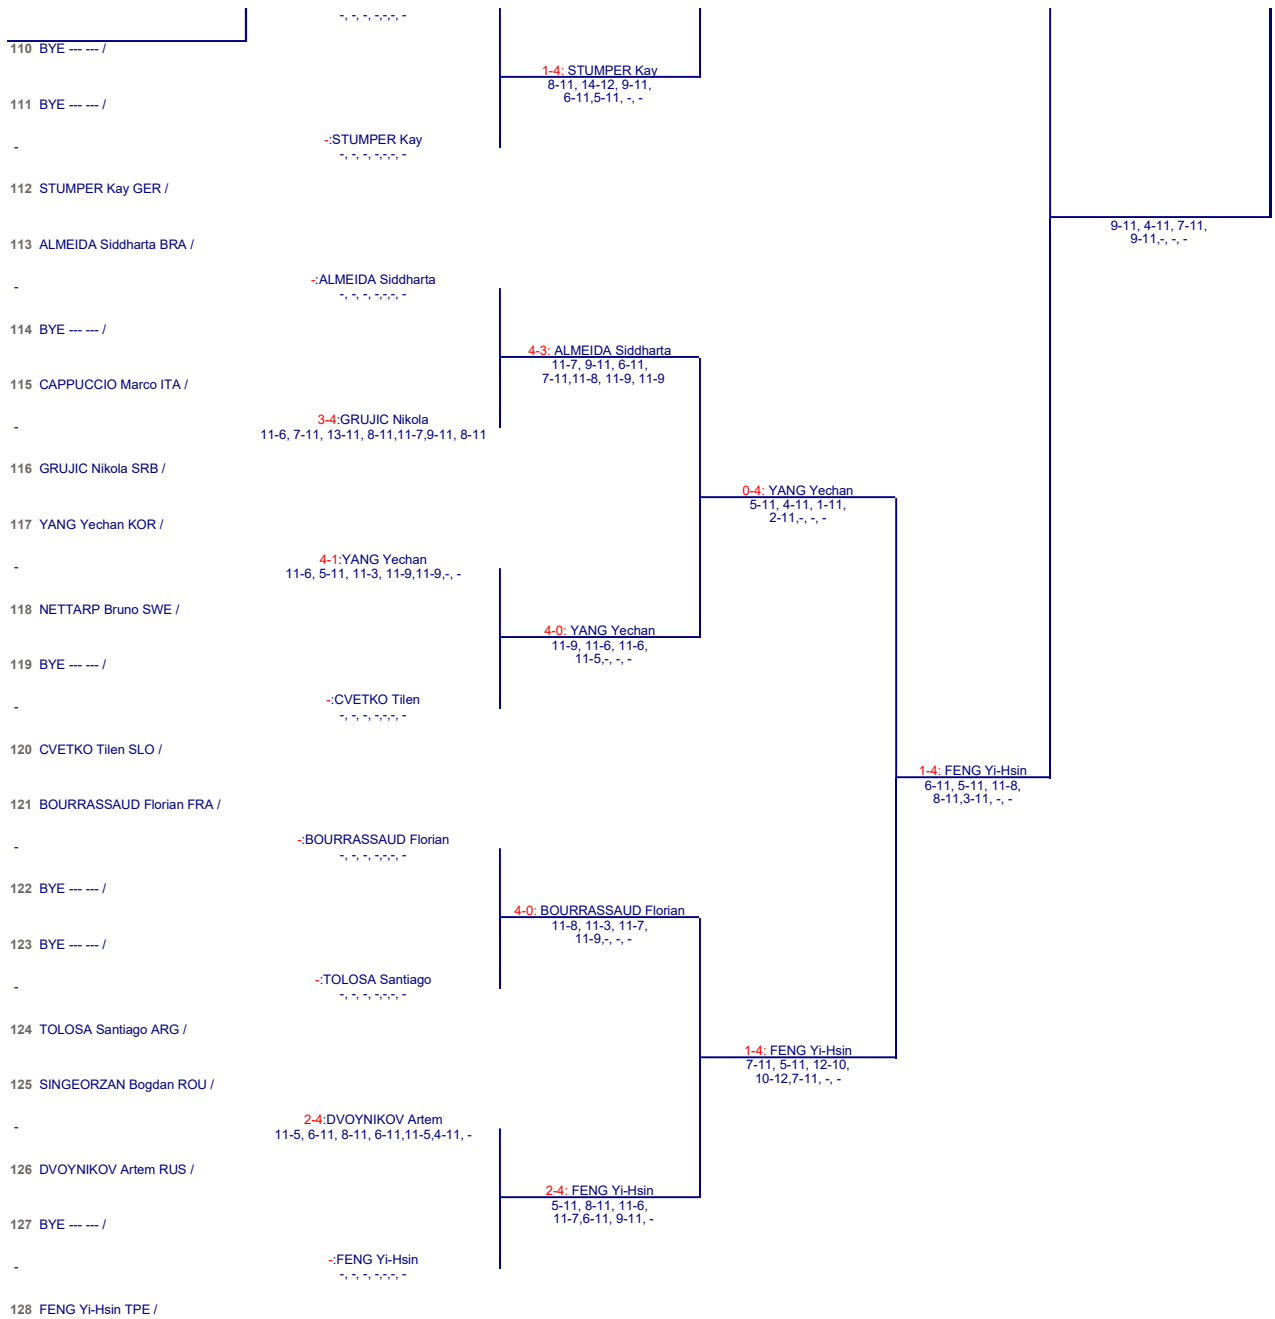 -, -, -, -,-,-, -
110 BYE --- --- /
1-4: STUMPER Kay
8-11, 14-12, 9-11,
6-11,5-11, -, -
111 BYE --- --- /
-
-:STUMPER Kay
-, -, -, -,-,-, -
112 STUMPER Kay GER /
9-11, 4-11, 7-11,
9-11,-, -, -
113 ALMEIDA Siddharta BRA /
-
-:ALMEIDA Siddharta
-, -, -, -,-,-, -
114 BYE --- --- /
4-3: ALMEIDA Siddharta
11-7, 9-11, 6-11,
7-11,11-8, 11-9, 11-9
115 CAPPUCCIO Marco ITA /
-
3-4:GRUJIC Nikola
11-6, 7-11, 13-11, 8-11,11-7,9-11, 8-11
116 GRUJIC Nikola SRB /
0-4: YANG Yechan
5-11, 4-11, 1-11,
2-11,-, -, -
117 YANG Yechan KOR /
-
4-1:YANG Yechan
11-6, 5-11, 11-3, 11-9,11-9,-, -
118 NETTARP Bruno SWE /
4-0: YANG Yechan
11-9, 11-6, 11-6,
11-5,-, -, -
119 BYE --- --- /
-
-:CVETKO Tilen
-, -, -, -,-,-, -
120 CVETKO Tilen SLO /
1-4: FENG Yi-Hsin
6-11, 5-11, 11-8,
8-11,3-11, -, -
121 BOURRASSAUD Florian FRA /
-
-:BOURRASSAUD Florian
-, -, -, -,-,-, -
122 BYE --- --- /
4-0: BOURRASSAUD Florian
11-8, 11-3, 11-7,
11-9,-, -, -
123 BYE --- --- /
-
-:TOLOSA Santiago
-, -, -, -,-,-, -
124 TOLOSA Santiago ARG /
1-4: FENG Yi-Hsin
7-11, 5-11, 12-10,
10-12,7-11, -, -
125 SINGEORZAN Bogdan ROU /
-
2-4:DVOYNIKOV Artem
11-5, 6-11, 8-11, 6-11,11-5,4-11, -
126 DVOYNIKOV Artem RUS /
2-4: FENG Yi-Hsin
5-11, 8-11, 11-6,
11-7,6-11, 9-11, -
127 BYE --- --- /
-
-:FENG Yi-Hsin
-, -, -, -,-,-, -
128 FENG Yi-Hsin TPE /